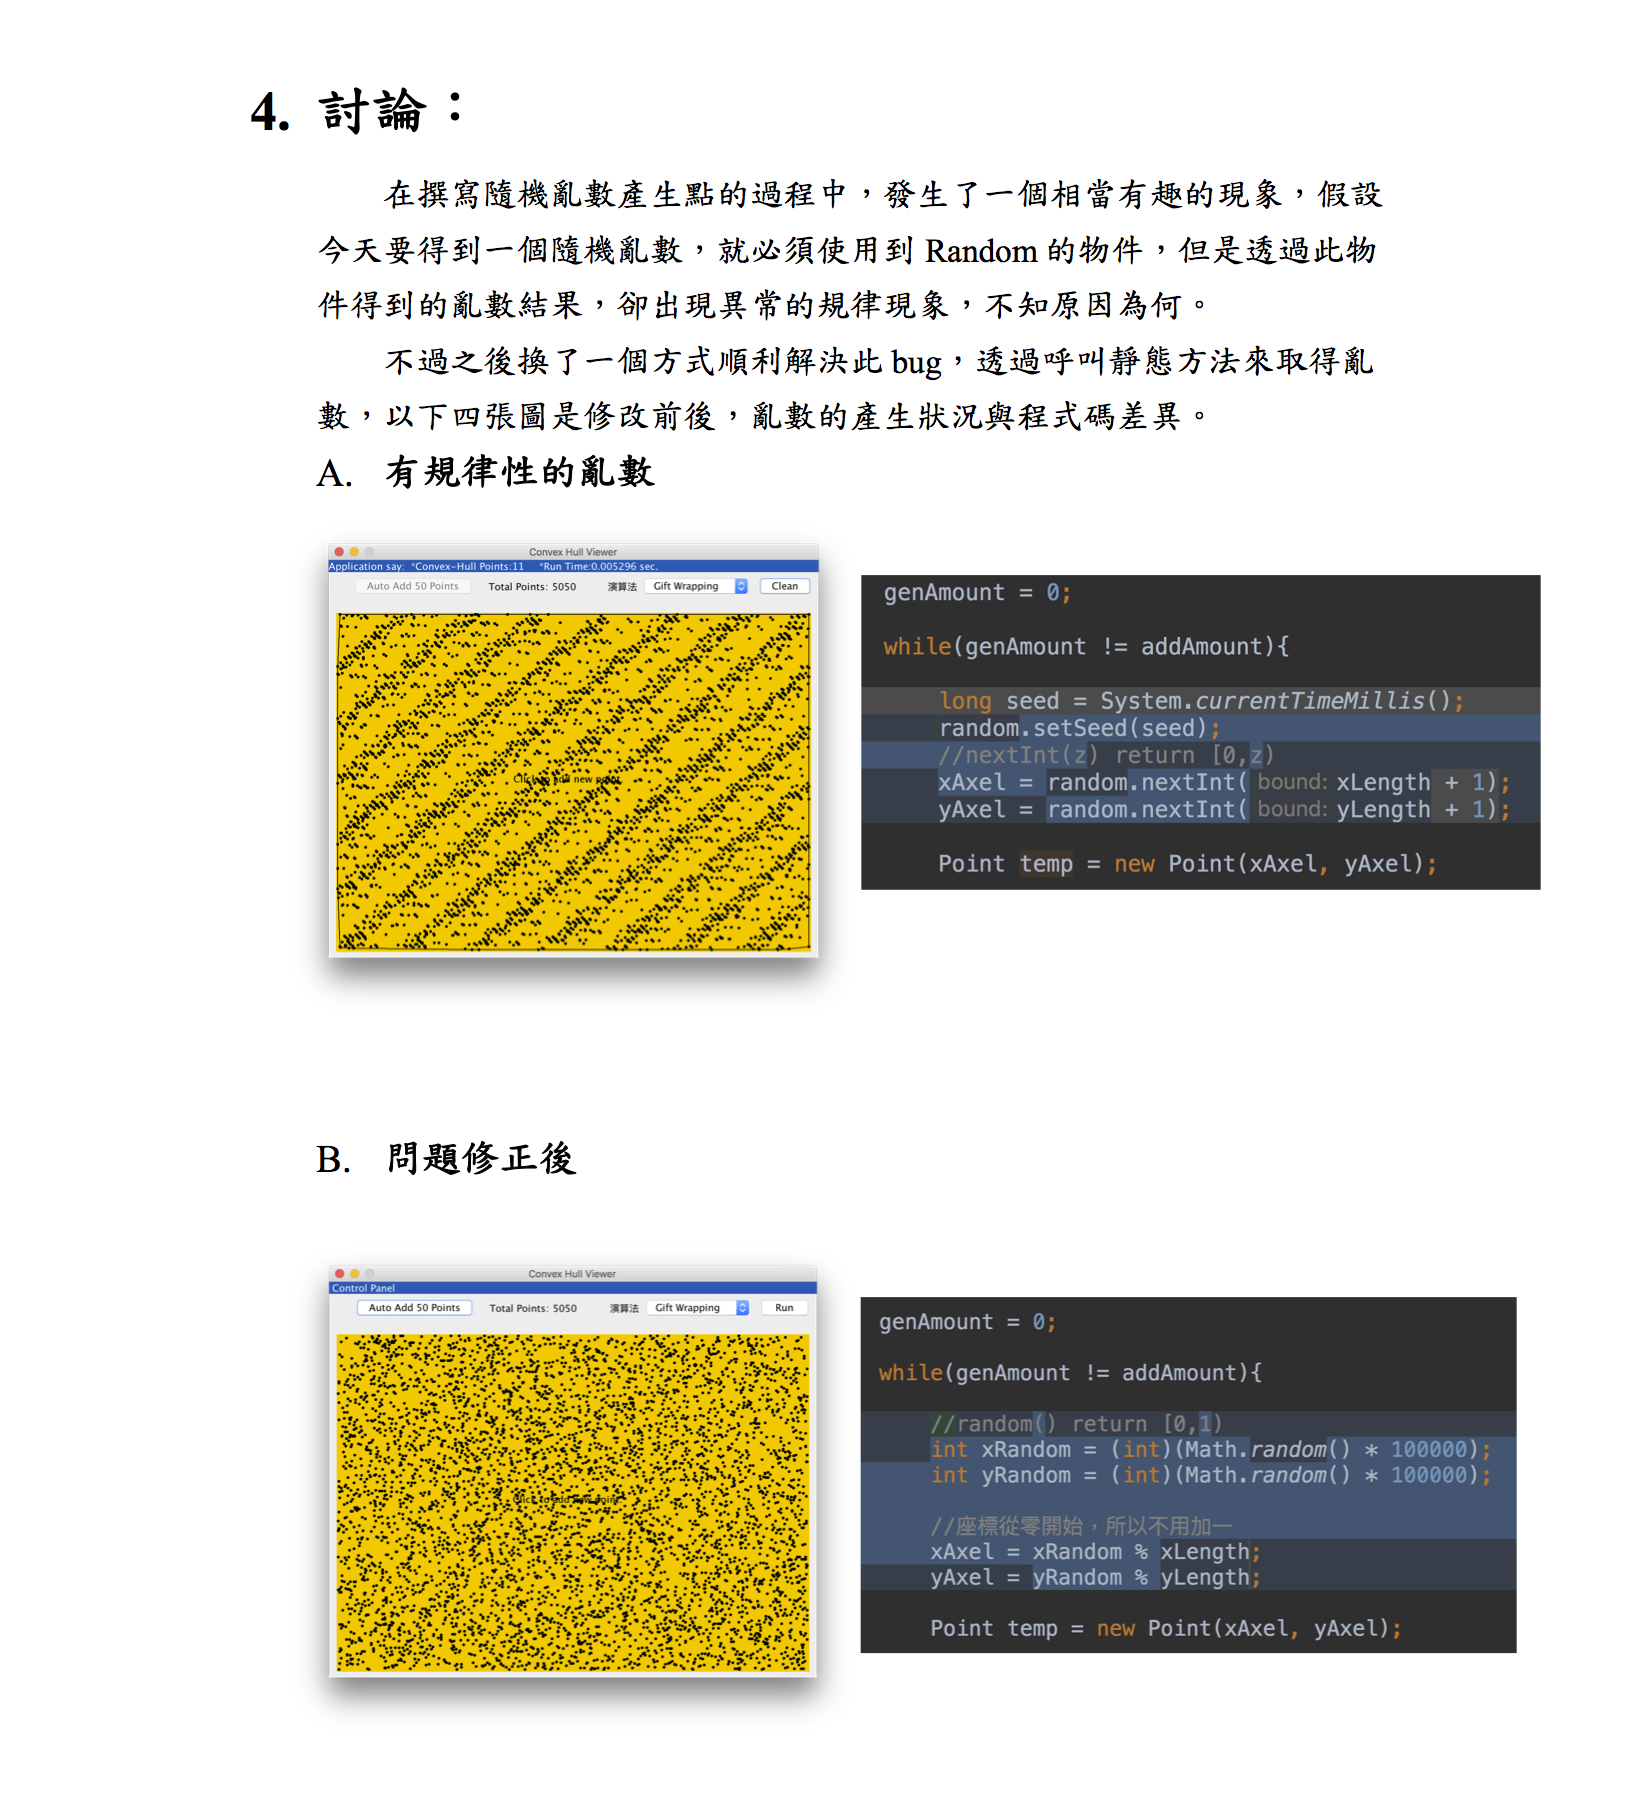 4. 討論：
在撰寫隨機亂數產生點的過程中，發生了一個相當有趣的現象，假設
今天要得到一個隨機亂數，就必須使用到 Random 的物件，但是透過此物
件得到的亂數結果，卻出現異常的規律現象，不知原因為何。
不過之後換了一個方式順利解決此 bug，透過呼叫靜態方法來取得亂
數，以下四張圖是修改前後，亂數的產生狀況與程式碼差異。
A. 有規律性的亂數
Convex Hull Viewer
Application say: *Convex-Hull Points:11 *Run Time:0.005296 sec.
Auto Add 50 Points Total Points: 5050 演算法 Gift Wrapping Clean
Click to add new point.
genAmount = 0;
while(genAmount != addAmount){
long seed = System.currentTimeMillis();
random.setSeed(seed);
//nextInt(z) return [0,z)
xAxel = random.nextInt( bound: xLength + 1);
yAxel = random.nextInt( bound: yLength + 1);
Point temp = new Point(xAxel, yAxel);
B. 問題修正後
Convex Hull Viewer
Control Panel
Auto Add 50 Points Total Points: 5050 演算法 Gift Wrapping Run
Click to add new point.
genAmount = 0;
while(genAmount != addAmount){
//random() return [0,1)
int xRandom = (int)(Math.random() * 100000);
int yRandom = (int)(Math.random() * 100000);
//座標從零開始，所以不用加一
xAxel = xRandom % xLength;
yAxel = yRandom % yLength;
Point temp = new Point(xAxel, yAxel);